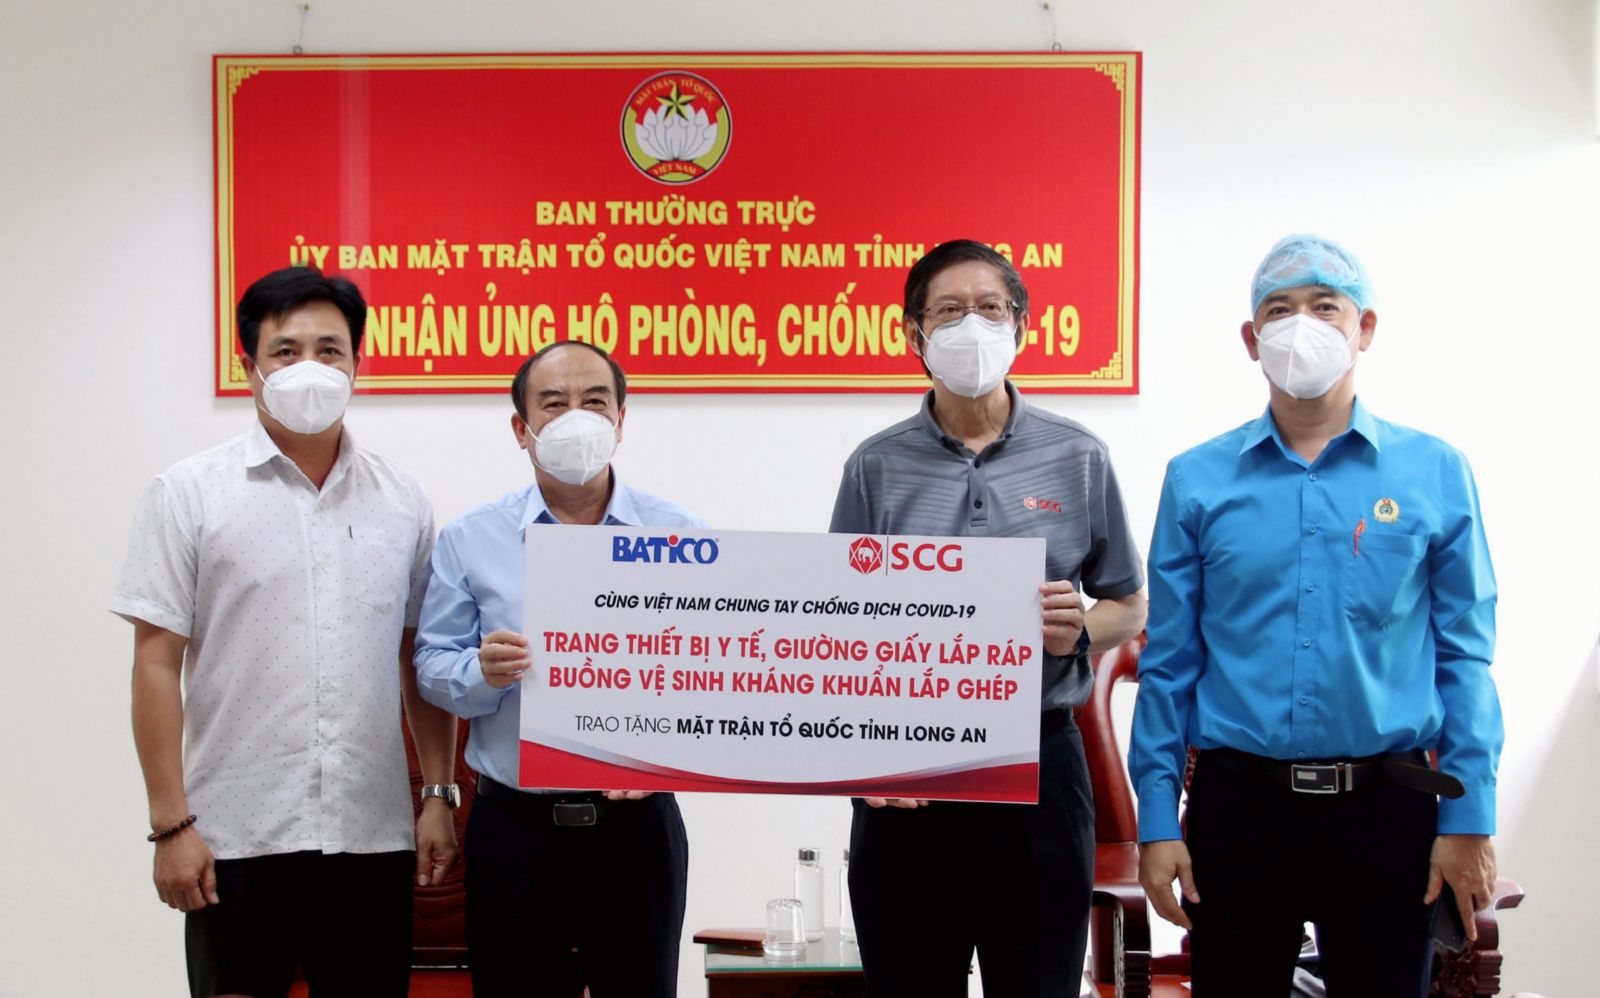 MẶT TRẬN TỔ QUỐC
VIỆT NAM
BAN THƯỜNG TRỰC
ỦY BAN MẶT TRẬN TỔ QUỐC VIỆT NAM TỈNH AN
NHẬN ỦNG HỘ PHÒNG, CHỐNG -19
SCG
BATICO
SCG
CÙNG VIỆT NAM CHUNG TAY CHỐNG DỊCH COVID-19
TRANG THIẾT BỊ Y TẾ, GIƯỜNG GIẤY LẮP RÁP
BUỒNG VỆ SINH KHÁNG KHUẨN LẮP GHÉP
TRAO TẶNG MẶT TRẬN TỔ QUỐC TỈNH LONG AN